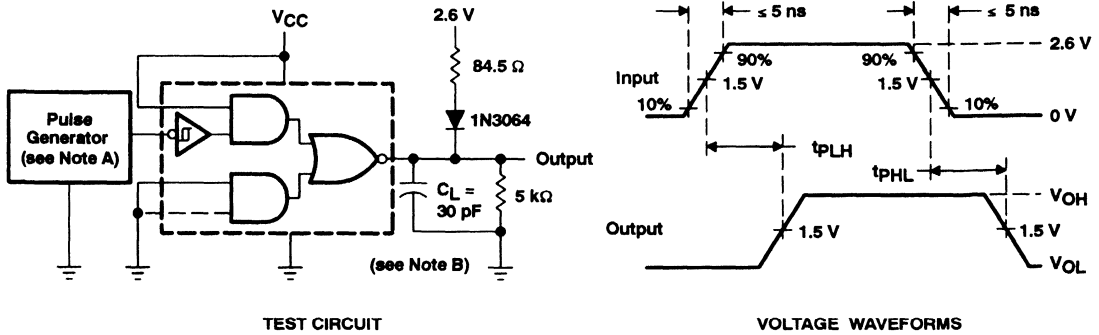 VCC
2.6 V
84.5 Ω
1N3064
Pulse
Generator
(see Note A)
Output
CL =
30 pF
5 kΩ
(see Note B)
TEST CIRCUIT
≤ 5 ns
≤ 5 ns
2.6 V
90%
90%
Input
1.5 V
1.5 V
10%
10%
0 V
tPLH
tPHL
VOH
Output
1.5 V
1.5 V
VOL
VOLTAGE WAVEFORMS